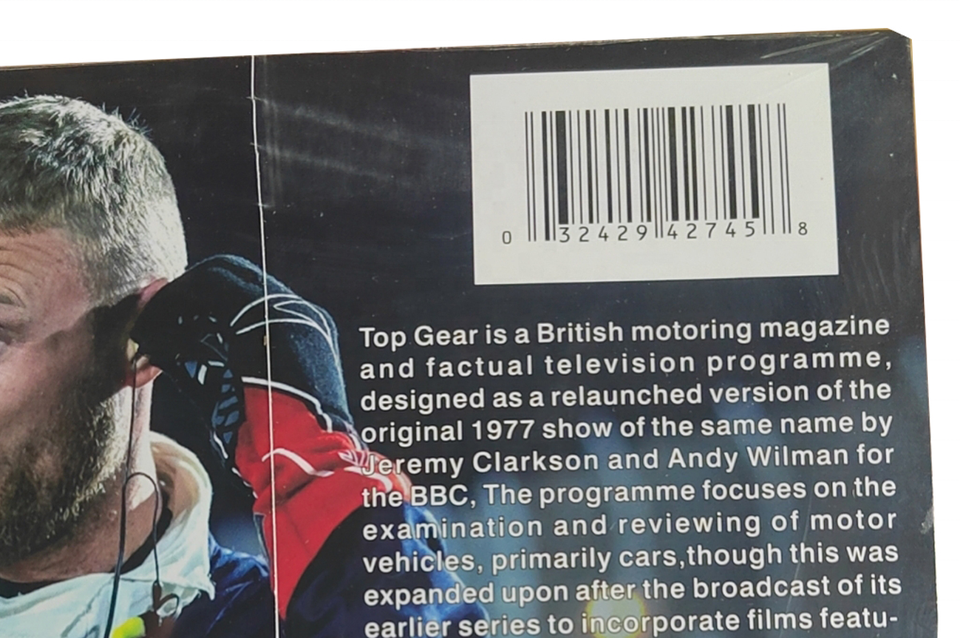 0 32429 42745 8
Top Gear is a British motoring magazine
and factual television programme,
designed as a relaunched version of the
original 1977 show of the same name by
Jeremy Clarkson and Andy Wilman for
the BBC, The programme focuses on the
examination and reviewing of motor
vehicles, primarily cars,though this was
expanded upon after the broadcast of its
earlier series to incorporate films featu-